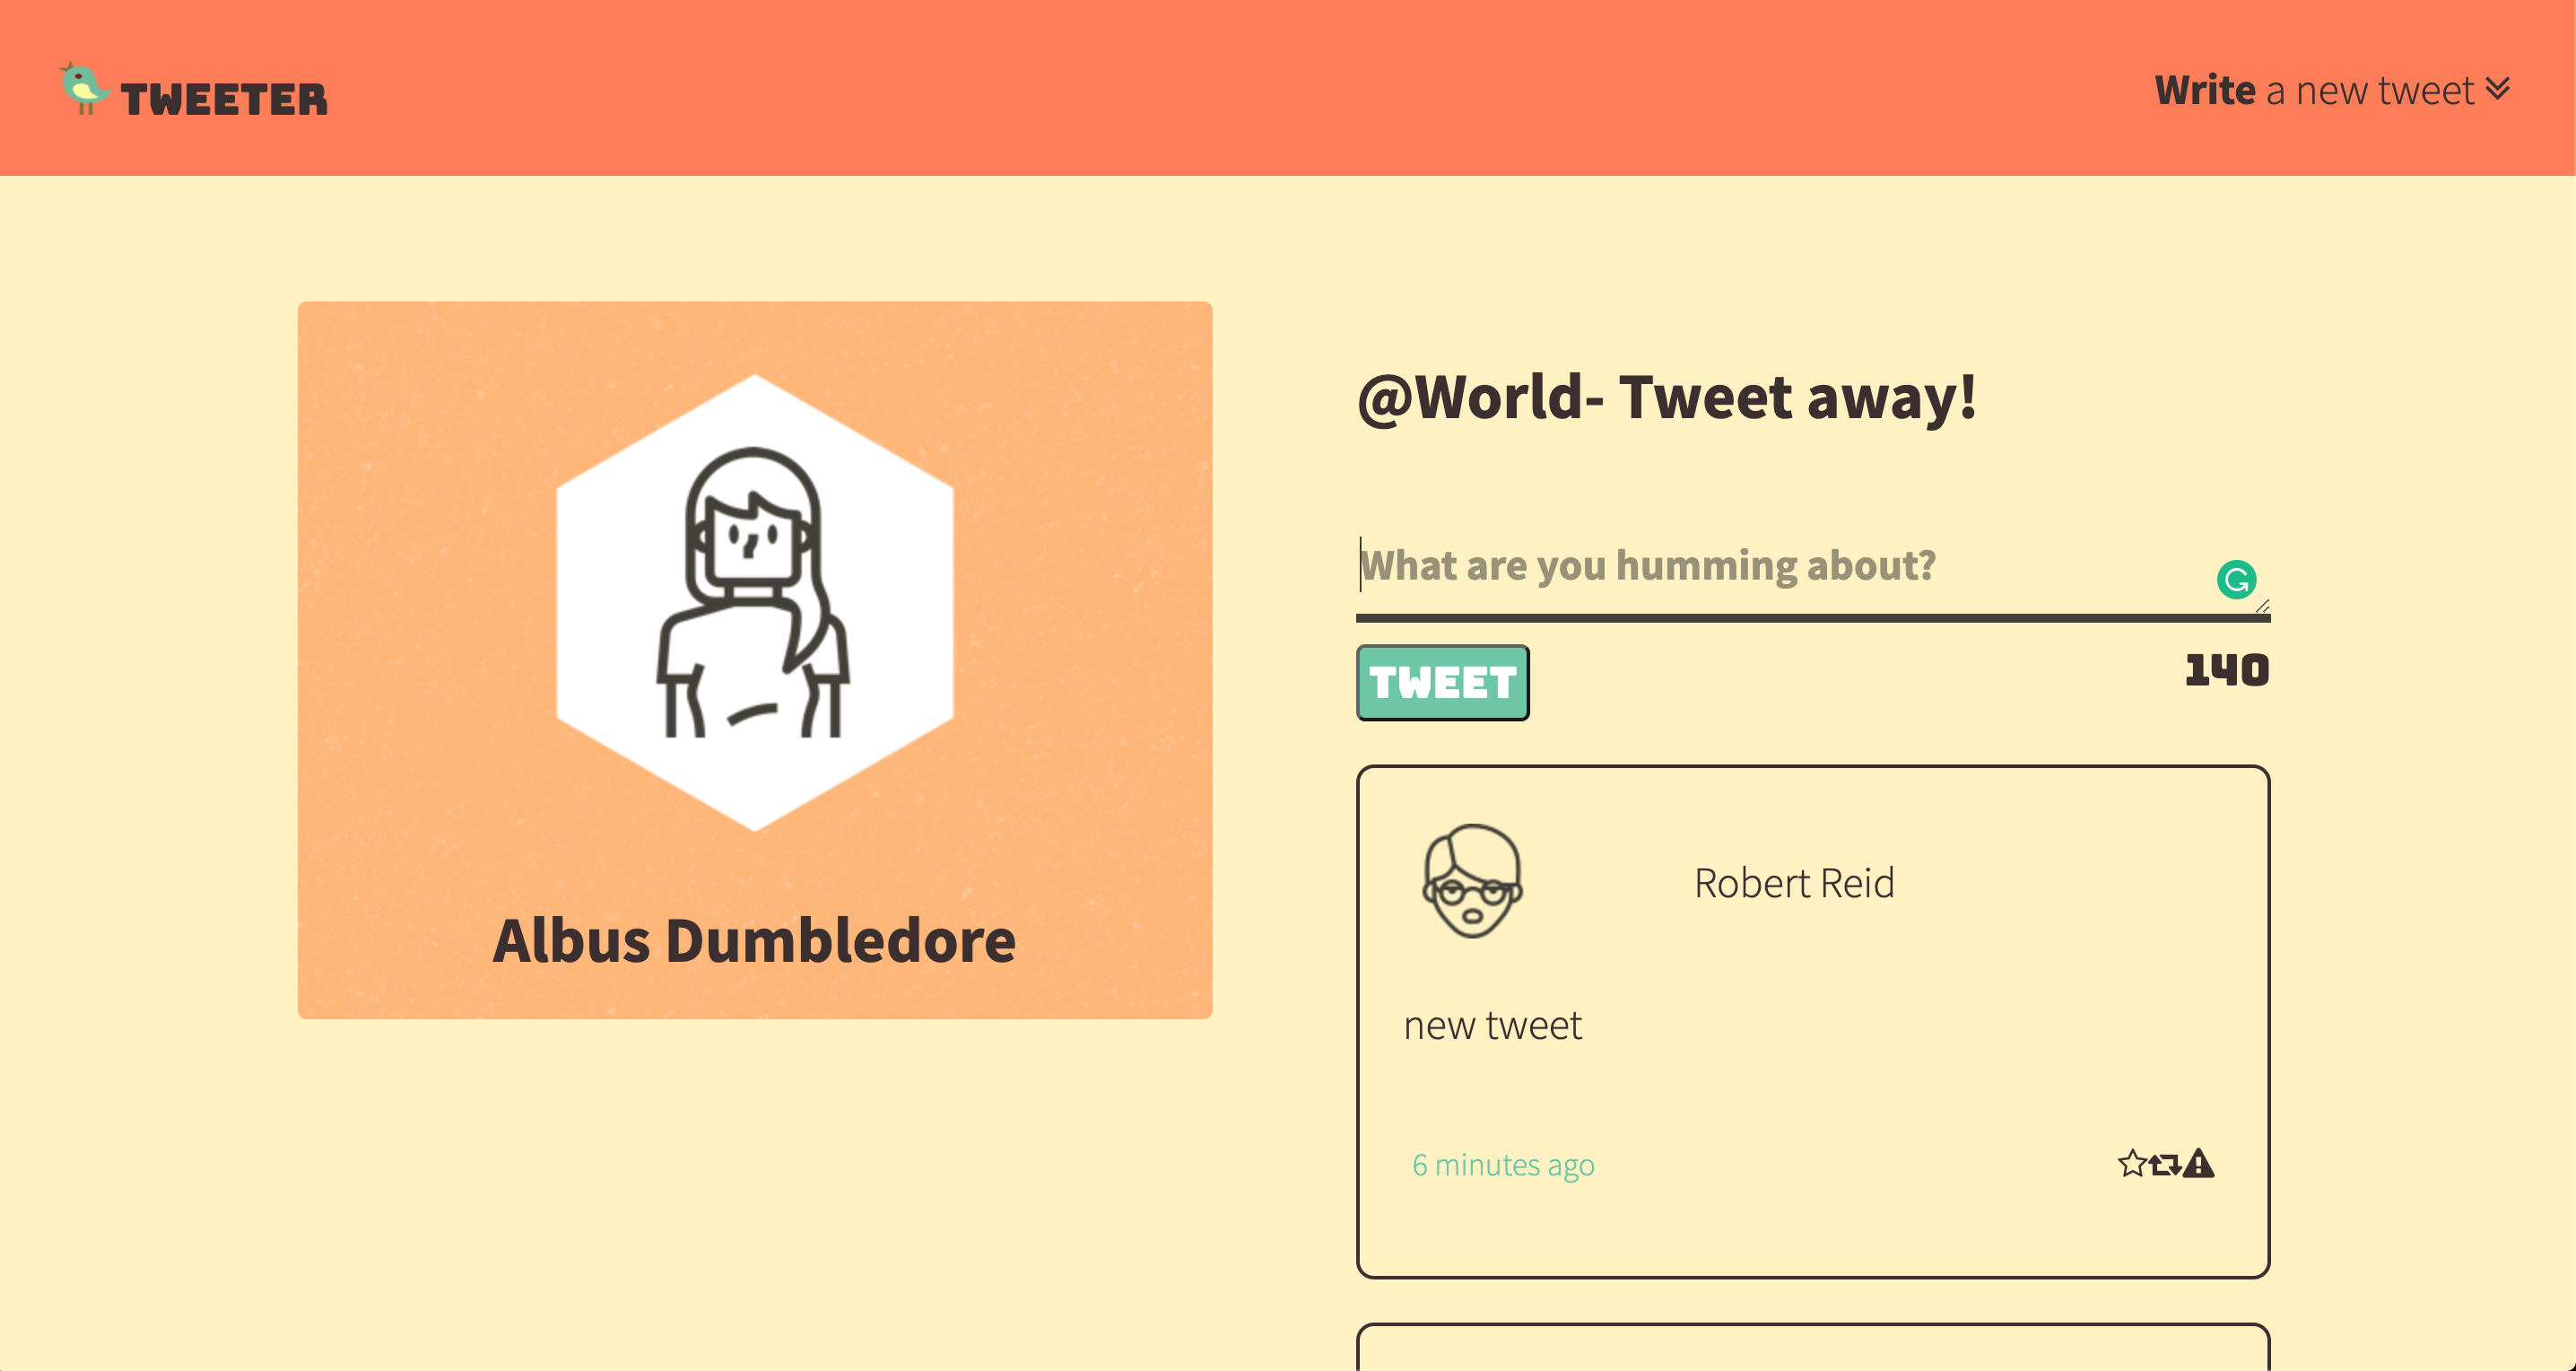 TWEETER
Write a new tweet
@World- Tweet away!
What are you humming about?
TWEET
140
Albus Dumbledore
Robert Reid
new tweet
6 minutes ago